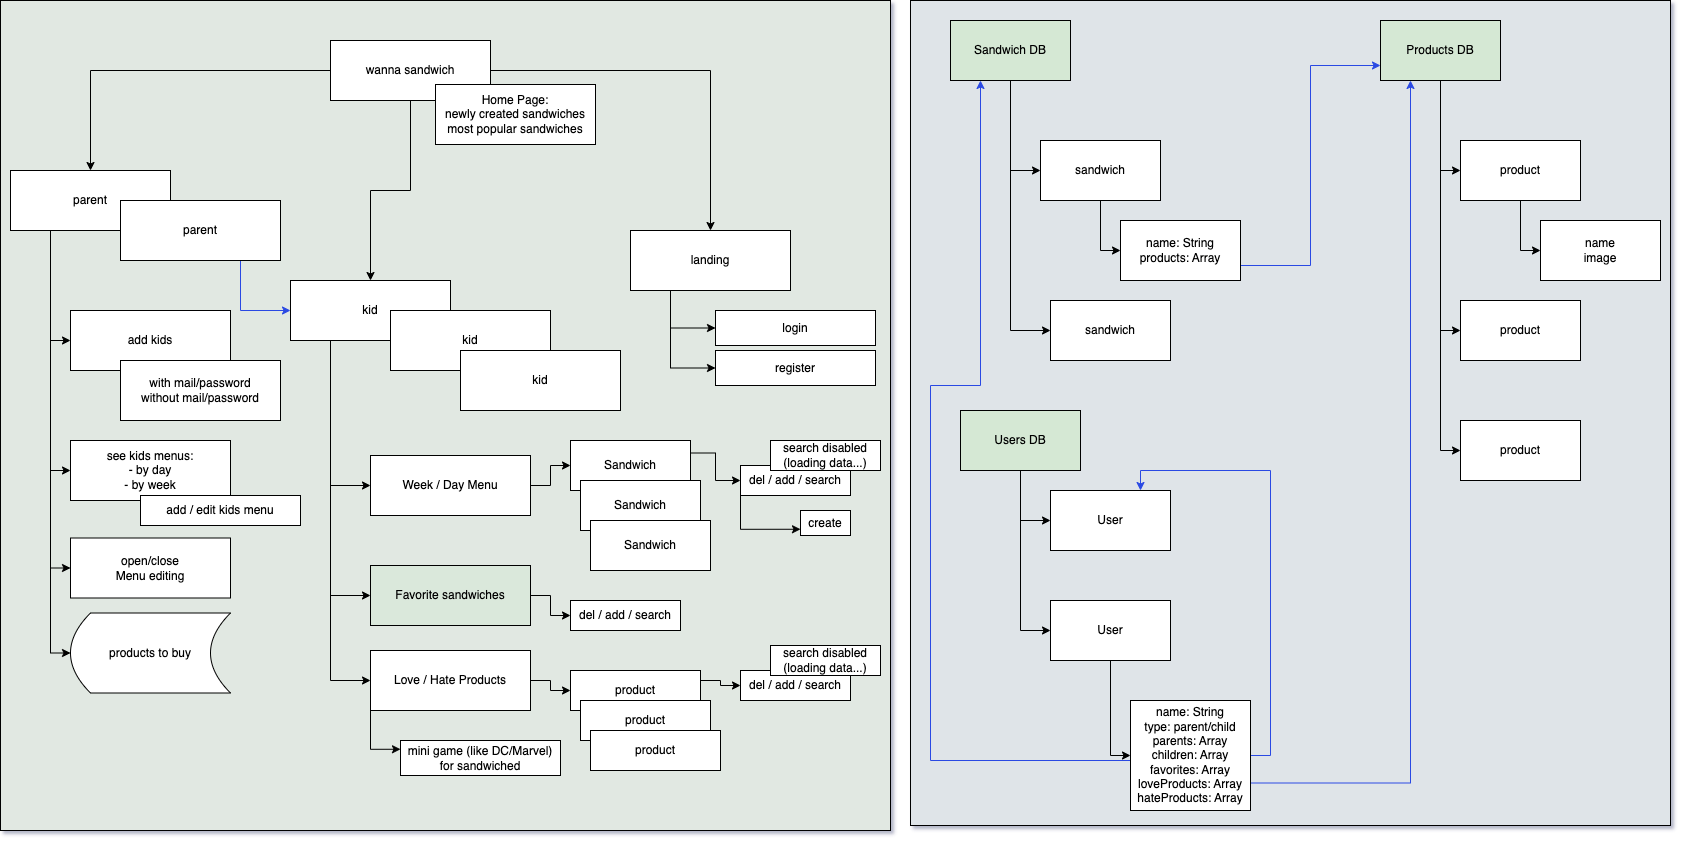 wanna sandwich
Home Page:
newly created sandwiches
most popular sandwiches
parent
parent
add kids
with mail/password
without mail/password
see kids menus:
- by day
- by week
add / edit kids menu
open/close
Menu editing
products to buy
kid
kid
kid
landing
login
register
Week / Day Menu
Sandwich
Sandwich
Sandwich
search disabled
(loading data...)
del / add / search
create
Favorite sandwiches
del / add / search
Love / Hate Products
product
product
product
search disabled
(loading data...)
del / add / search
mini game (like DC/Marvel)
for sandwiched
Sandwich DB
sandwich
name: String
products: Array
sandwich
Products DB
product
name
image
product
product
Users DB
User
User
name: String
type: parent/child
parents: Array
children: Array
favorites: Array
loveProducts: Array
hateProducts: Array